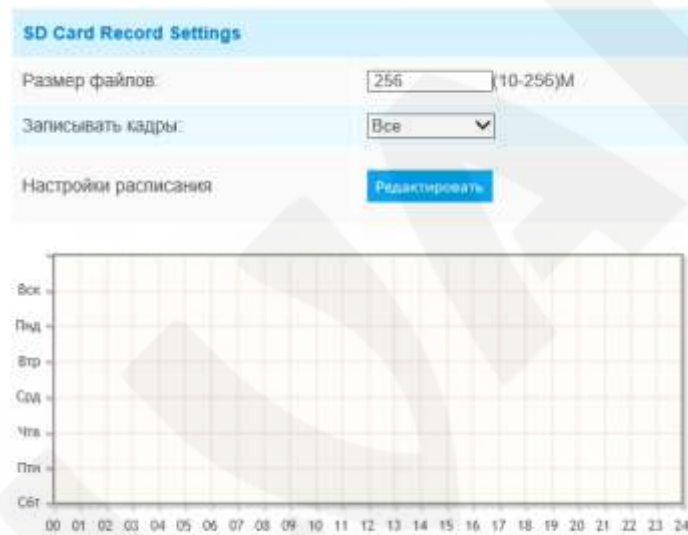 SD Card Record Settings
Размер файлов: 256 (10-256)M
Записывать кадры: Все
Настройки расписания Редактировать
Вск
Пнд
Втр
Срд
Чтв
Птн
Сбт
00 01 02 03 04 05 06 07 08 09 10 11 12 13 14 15 16 17 18 19 20 21 22 23 24